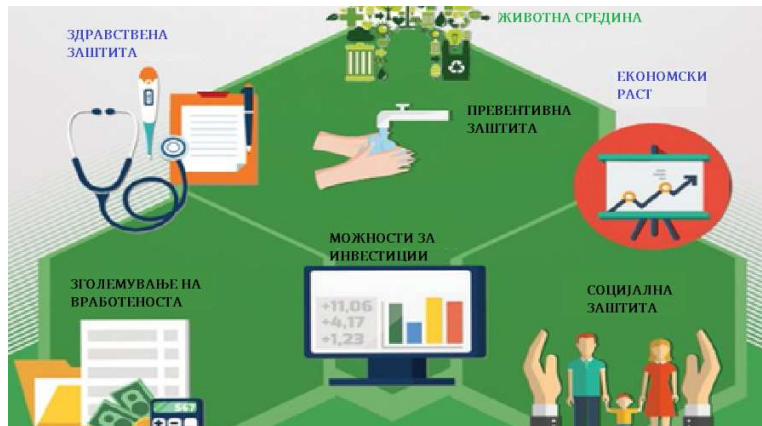 ЖИВОТНА СРЕДИНА
ЗДРАВСТВЕНА
ЗАШТИТА
ЕКОНОМСКИ
РАСТ
ПРЕВЕНТИВНА
ЗАШТИТА
МОЖНОСТИ ЗА
ИНВЕСТИЦИИ
ЗГОЛЕМУВАЊЕ НА
ВРАБОТЕНОСТА
СОЦИЈАЛНА
ЗАШТИТА
+11,06
+4,17
+1,23
567